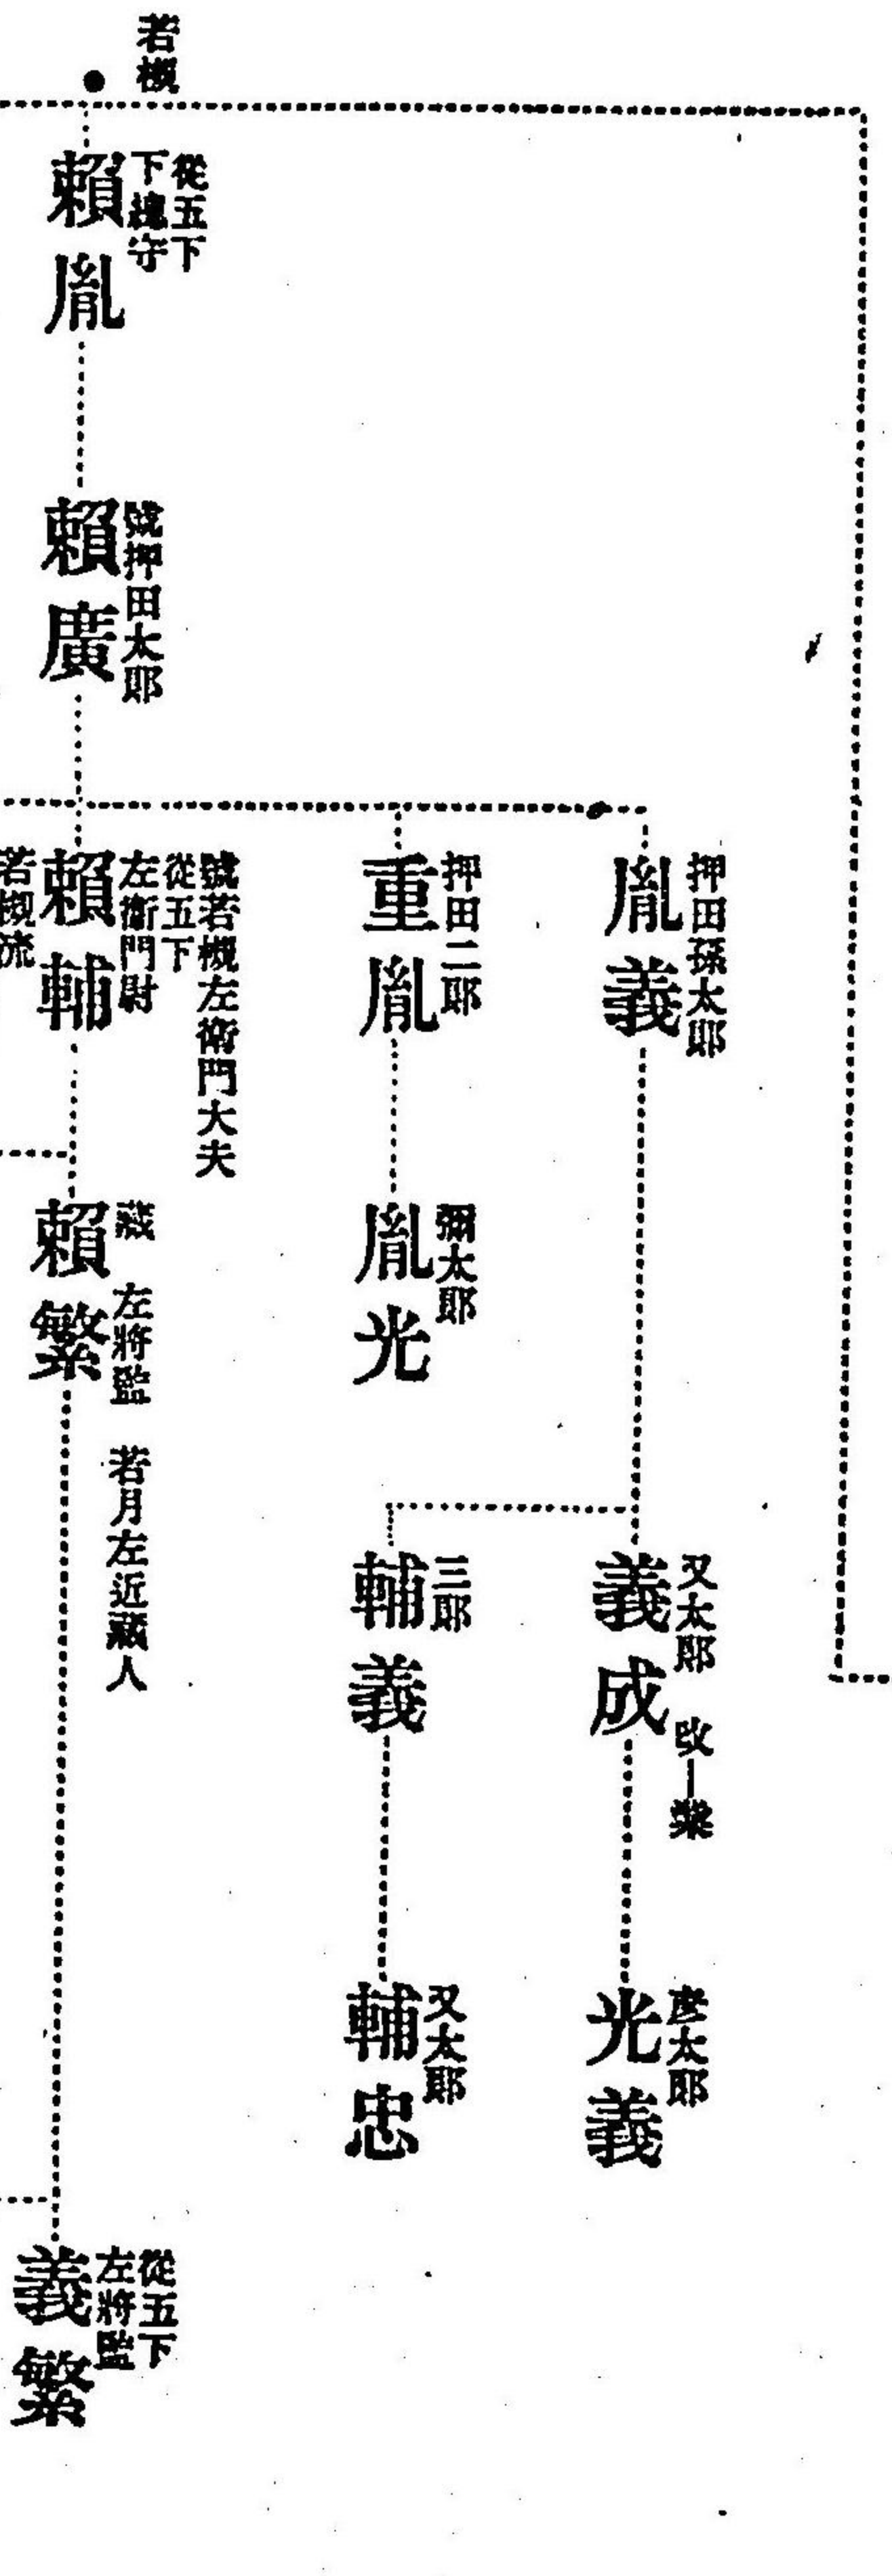 若槻
從五下
下總守
賴胤
號押田太郎
賴廣
押田孫太郎
胤義
押田二郎
重胤
號若槻左衞門大夫
從五下
左衞門尉
賴輔
若槻流
彌太郎
胤光
藏 左將監 若月左近藏人
賴繁
又太郎 改―榮
義成
三郎
輔義
彥太郎
光義
又太郎
輔忠
從五下
左將監
義繁